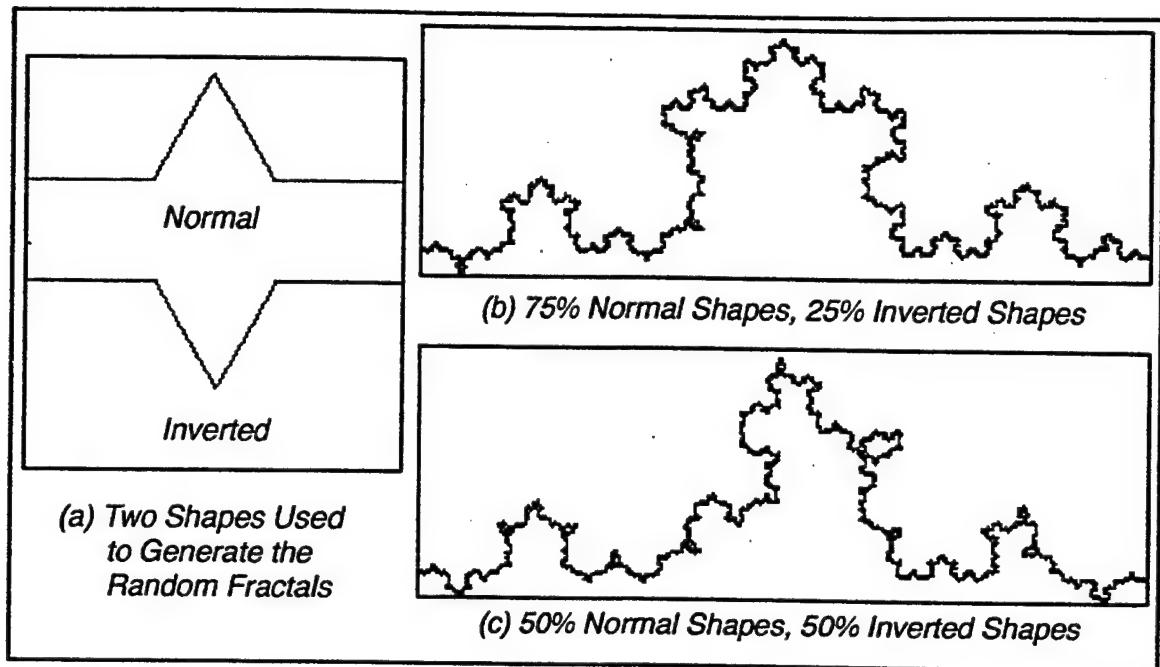 Normal
Inverted
(a) Two Shapes Used
to Generate the
Random Fractals
(b) 75% Normal Shapes, 25% Inverted Shapes
(c) 50% Normal Shapes, 50% Inverted Shapes